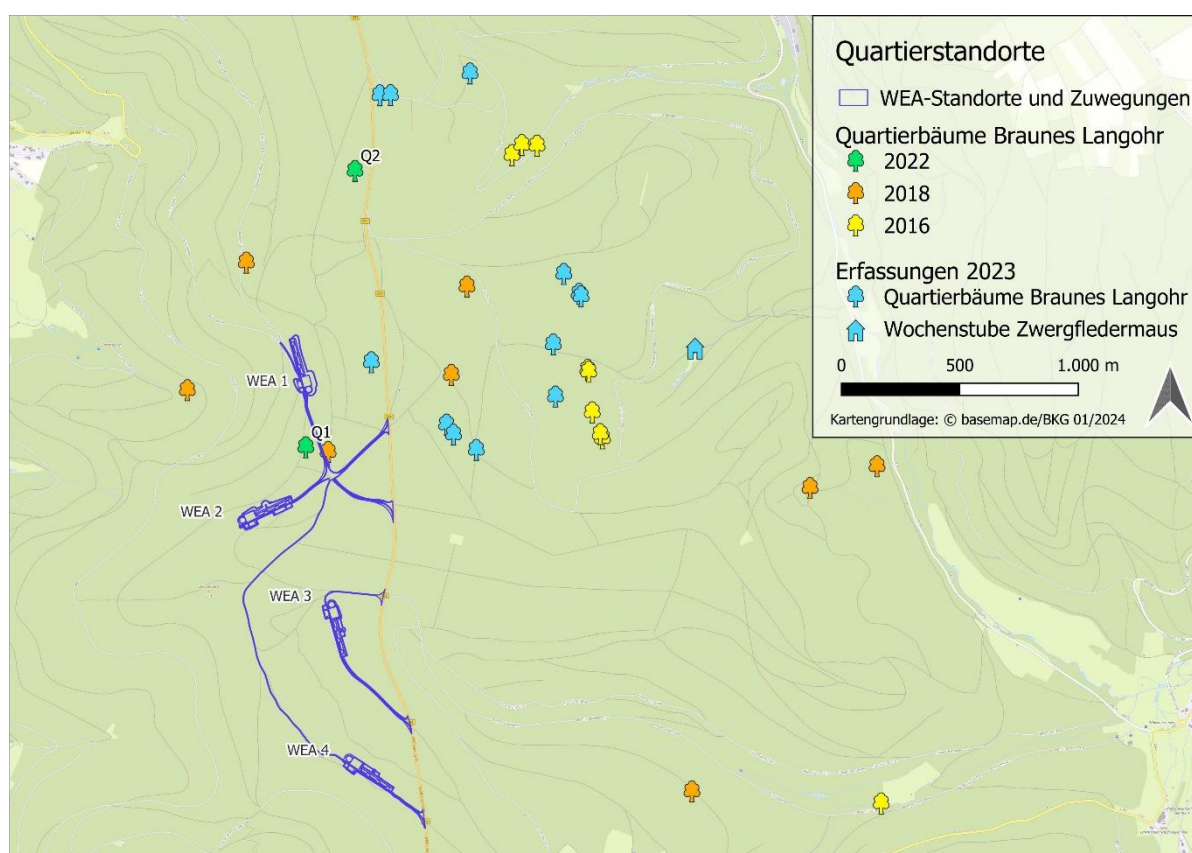 Quartierstandorte
WEA-Standorte und Zuwegungen
Quartierbäume Braunes Langohr
2022
2018
2016
Erfassungen 2023
Quartierbäume Braunes Langohr
Wochenstube Zwergfledermaus
0 500 1.000 m
Kartengrundlage: © basemap.de/BKG 01/2024
Q2
WEA 1
Q1
WEA 2
WEA 3
WEA 4